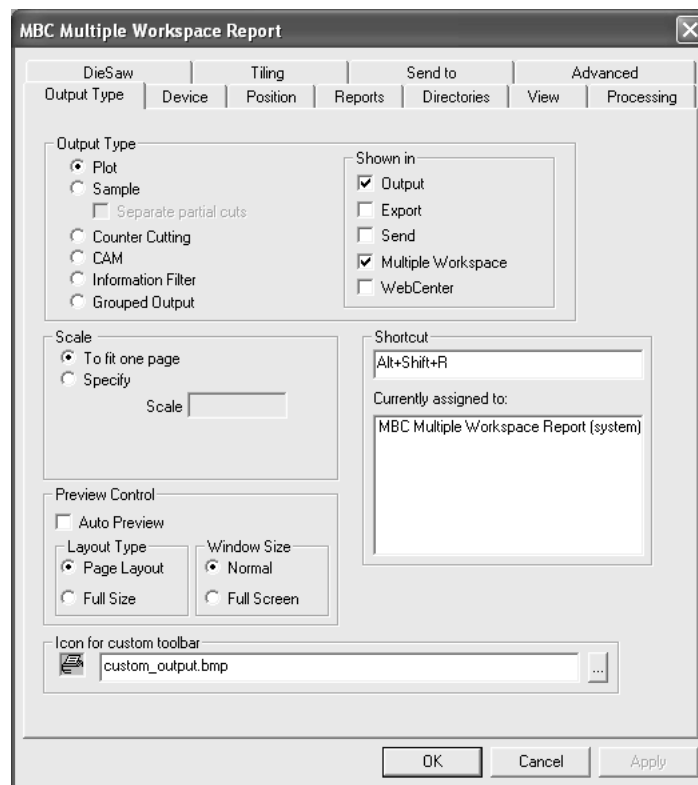 MBC Multiple Workspace Report
DieSaw Tiling Send to Advanced
Output Type Device Position Reports Directories View Processing
Output Type
Plot
Sample
Separate partial cuts
Counter Cutting
CAM
Information Filter
Grouped Output
Shown in
Output
Export
Send
Multiple Workspace
WebCenter
Scale
To fit one page
Specify
Scale
Shortcut
Alt+Shift+R
Currently assigned to:
MBC Multiple Workspace Report (system)
Preview Control
Auto Preview
Layout Type
Page Layout
Full Size
Window Size
Normal
Full Screen
Icon for custom toolbar
custom_output.bmp
...
OK Cancel Apply